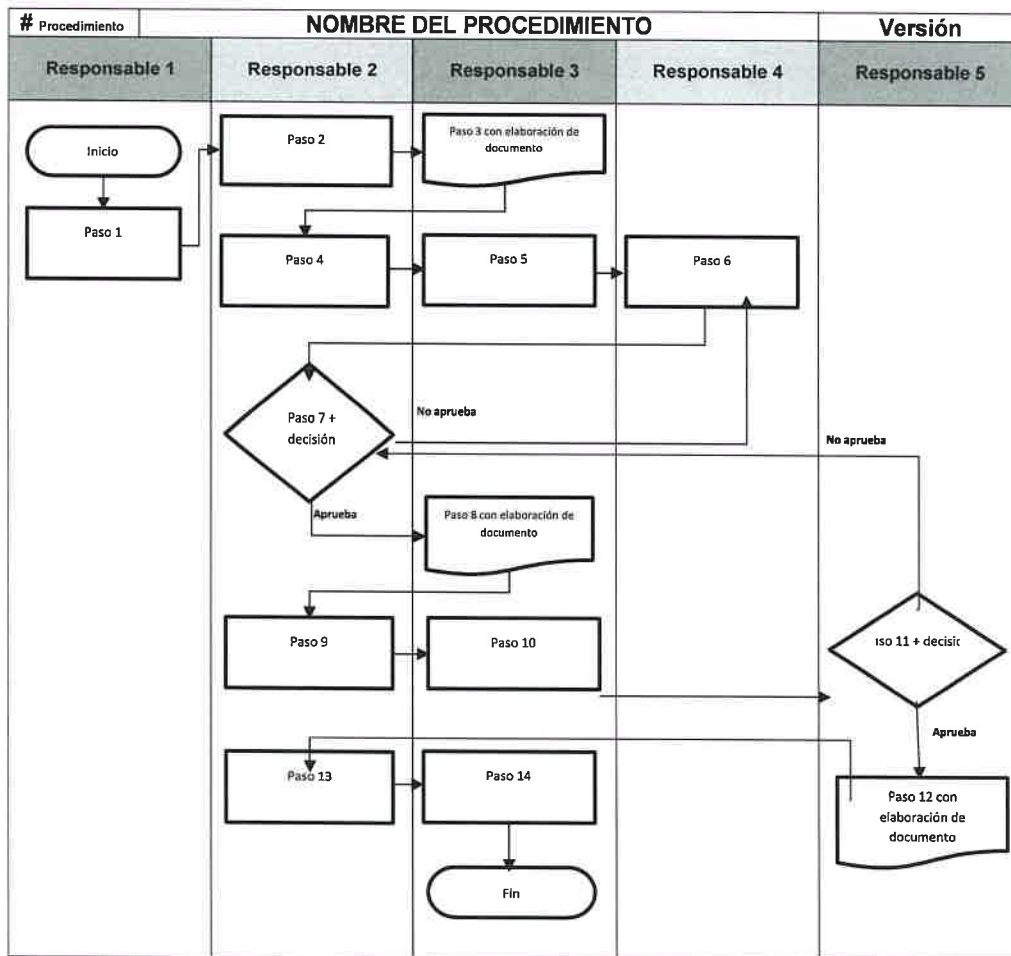 # Procedimiento
NOMBRE DEL PROCEDIMIENTO
Versión
Responsable 1
Responsable 2
Responsable 3
Responsable 4
Responsable 5
Inicio
Paso 2
Paso 3 con elaboración de
documento
Paso 1
Paso 4
Paso 5
Paso 6
Paso 7 +
decisión
No aprueba
No aprueba
Aprueba
Paso 8 con elaboración de
documento
Paso 9
Paso 10
ıso 11 + decisic
Aprueba
Paso 13
Paso 14
Paso 12 con
elaboración de
documento
Fin